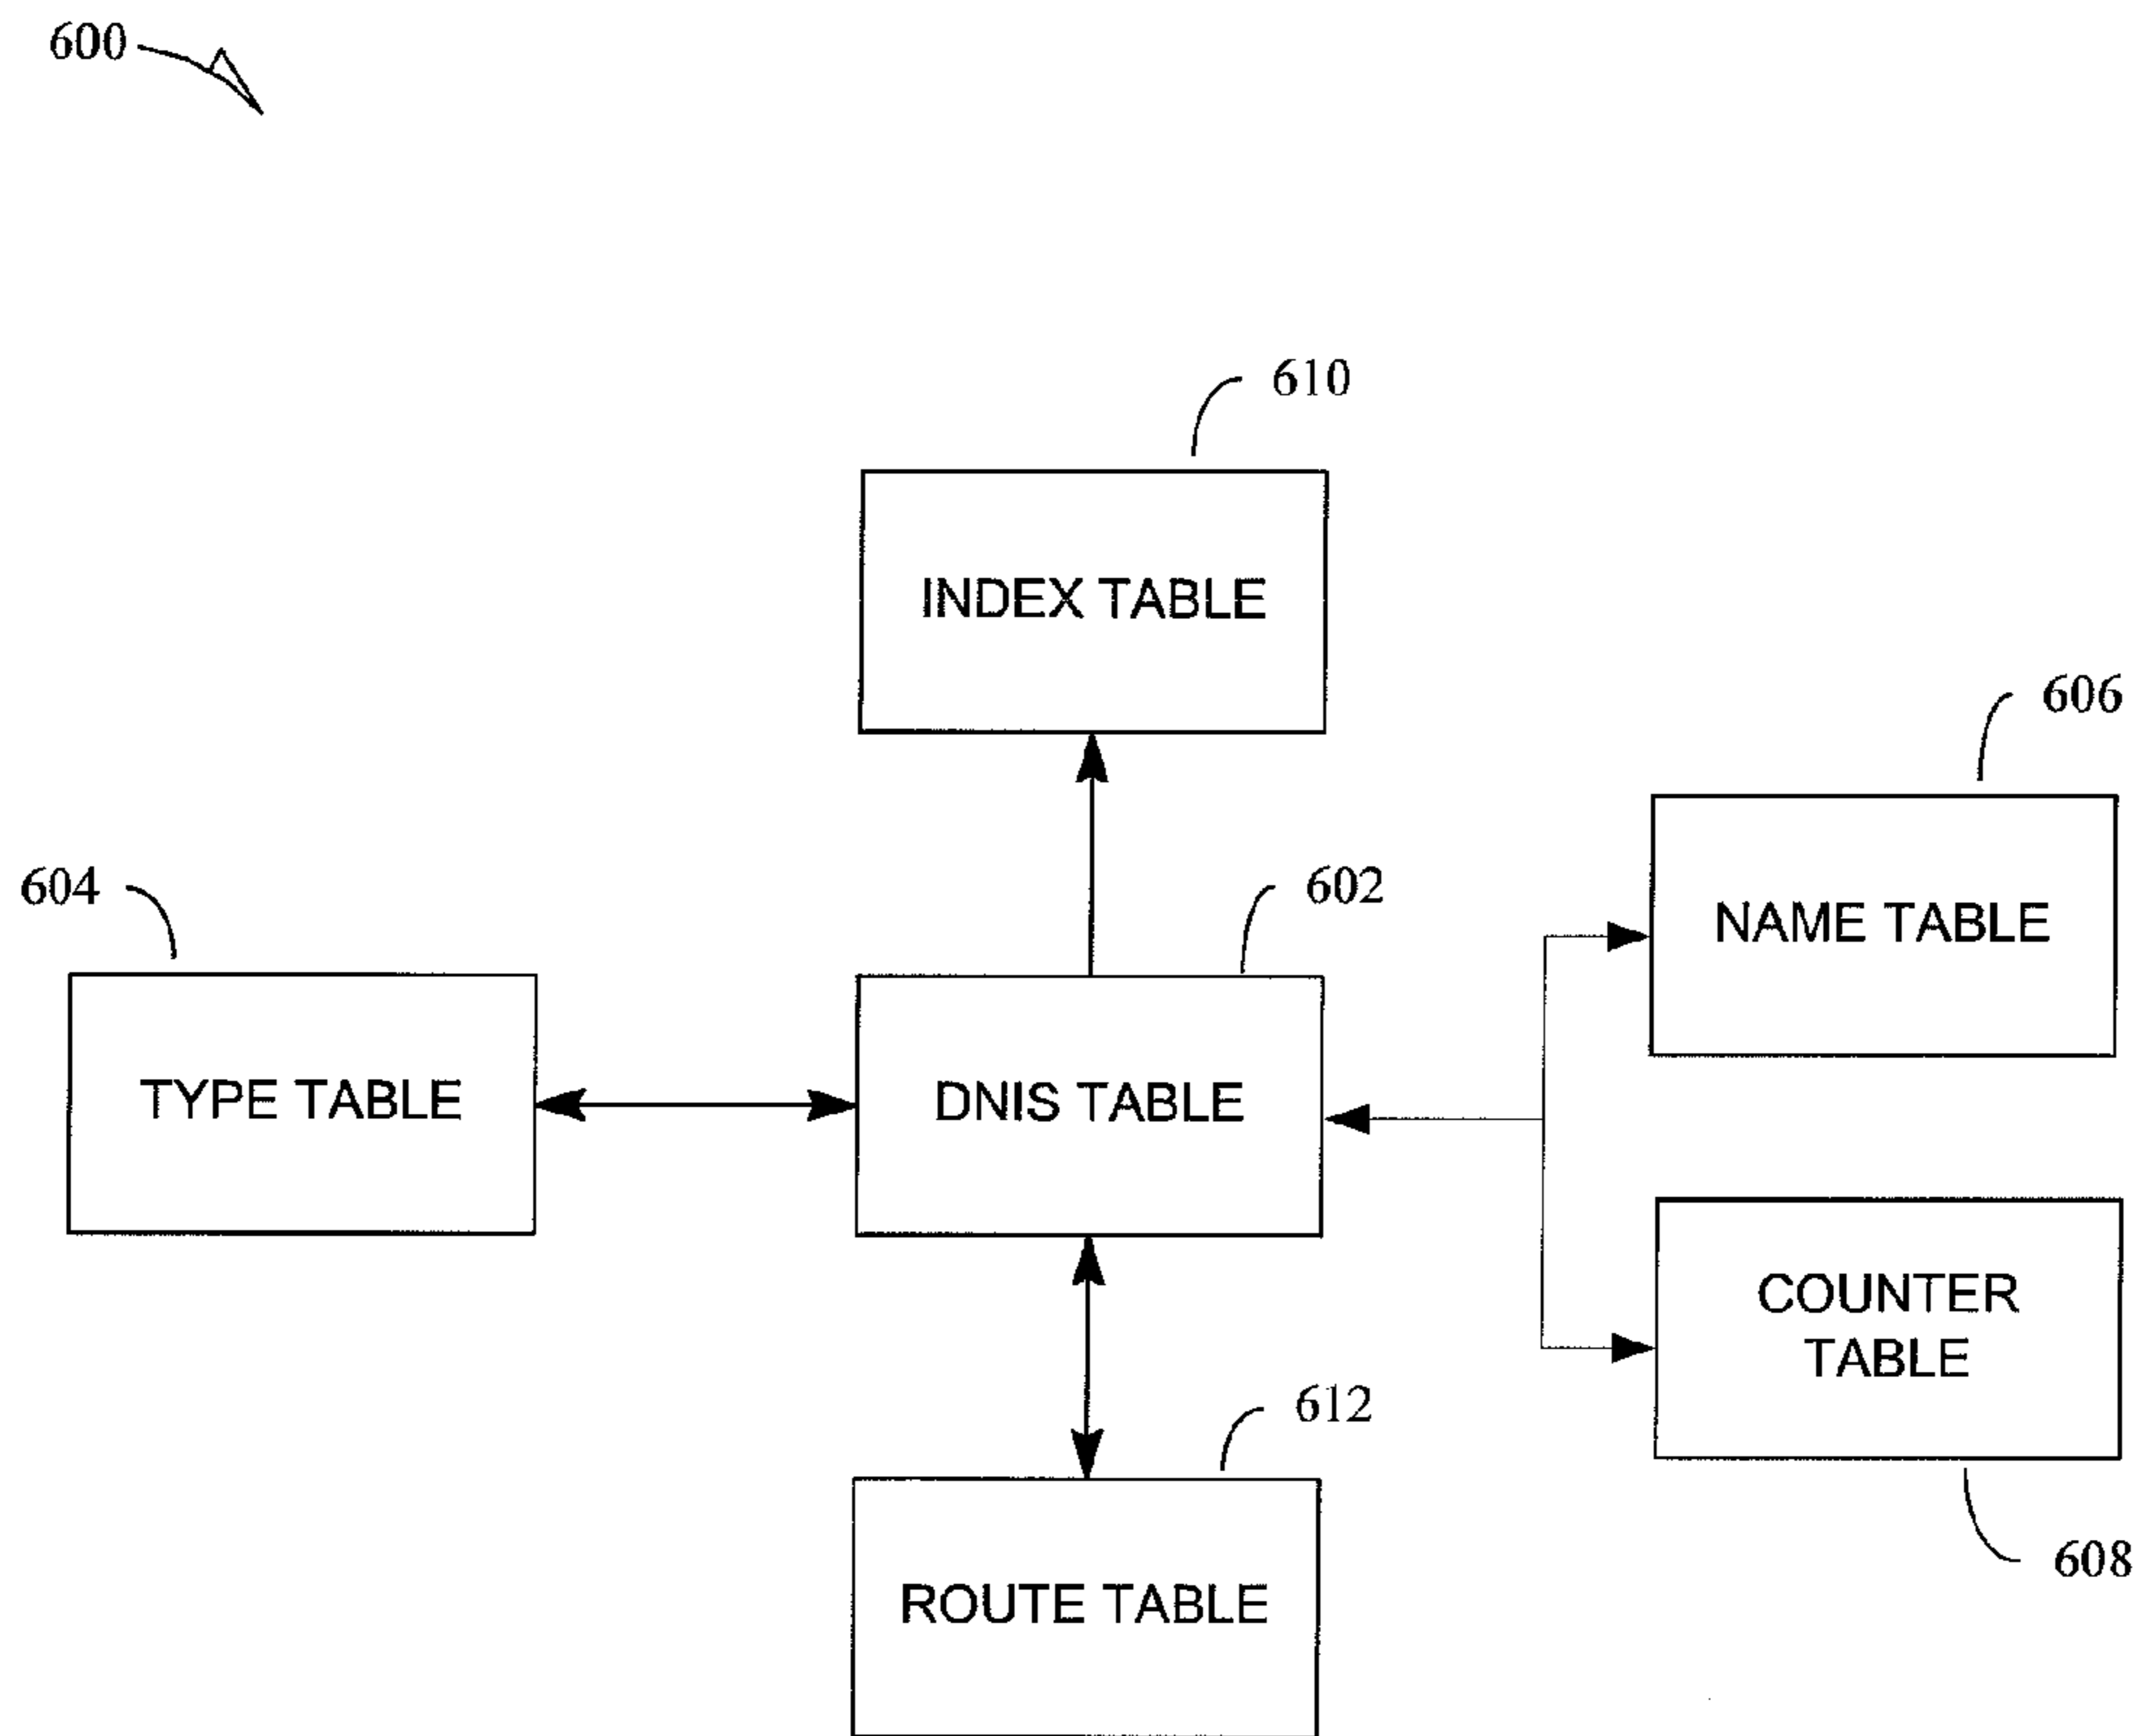 600
610
INDEX TABLE
606
NAME TABLE
604
602
TYPE TABLE
DNIS TABLE
COUNTER
TABLE
612
608
ROUTE TABLE